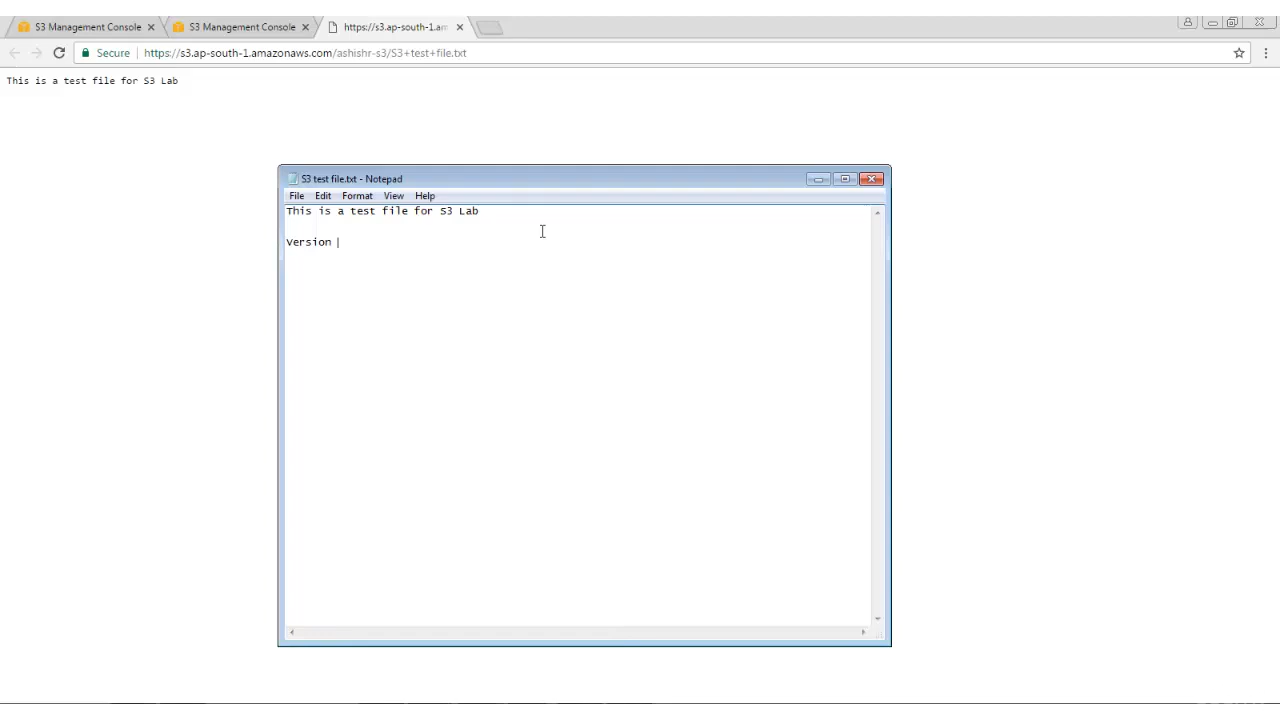 S3 Management Console
S3 Management Console
https://s3.ap-south-1.am
Secure
https://s3.ap-south-1.amazonaws.com/ashishr-s3/S3+test+file.txt
This is a test file for S3 Lab
S3 test file.txt - Notepad
File Edit Format View Help
This is a test file for S3 Lab
Version